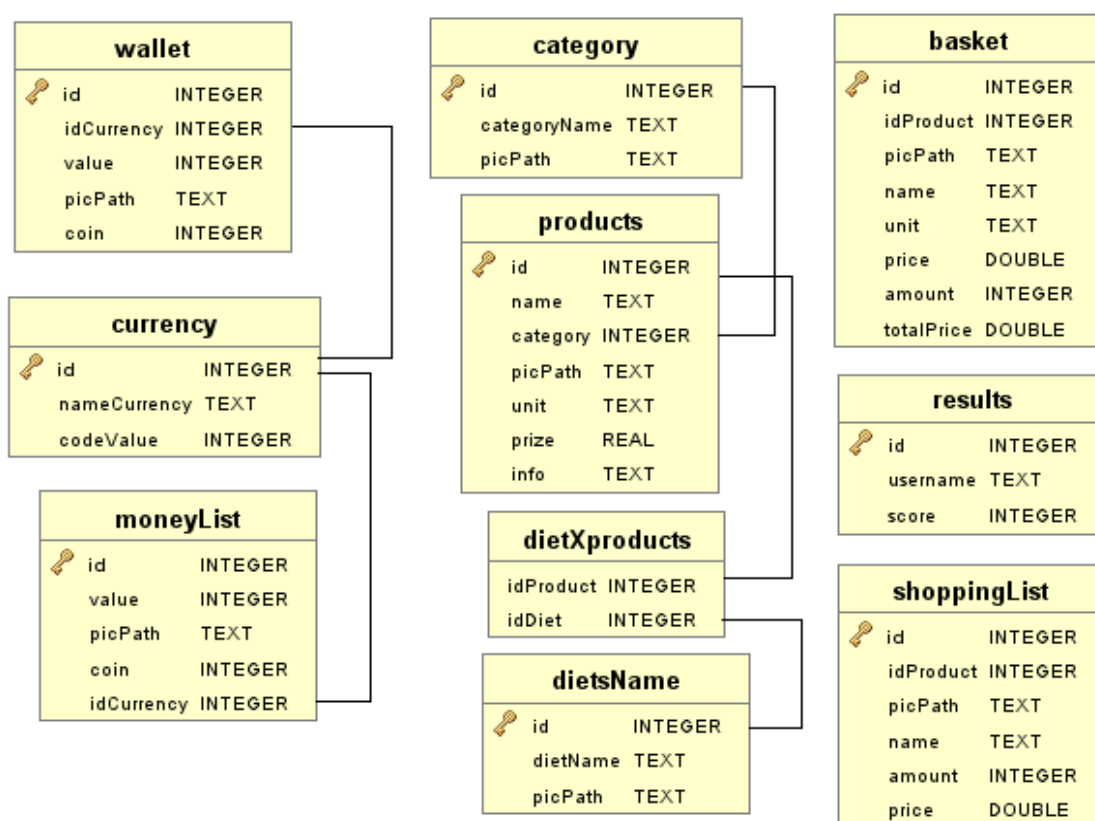 wallet
id INTEGER
idCurrency INTEGER
value INTEGER
picPath TEXT
coin INTEGER
currency
id INTEGER
nameCurrency TEXT
codeValue INTEGER
moneyList
id INTEGER
value INTEGER
picPath TEXT
coin INTEGER
idCurrency INTEGER
category
id INTEGER
categoryName TEXT
picPath TEXT
products
id INTEGER
name TEXT
category INTEGER
picPath TEXT
unit TEXT
prize REAL
info TEXT
dietXproducts
idProduct INTEGER
idDiet INTEGER
dietsName
id INTEGER
dietName TEXT
picPath TEXT
basket
id INTEGER
idProduct INTEGER
picPath TEXT
name TEXT
unit TEXT
price DOUBLE
amount INTEGER
totalPrice DOUBLE
results
id INTEGER
username TEXT
score INTEGER
shoppingList
id INTEGER
idProduct INTEGER
picPath TEXT
name TEXT
amount INTEGER
price DOUBLE